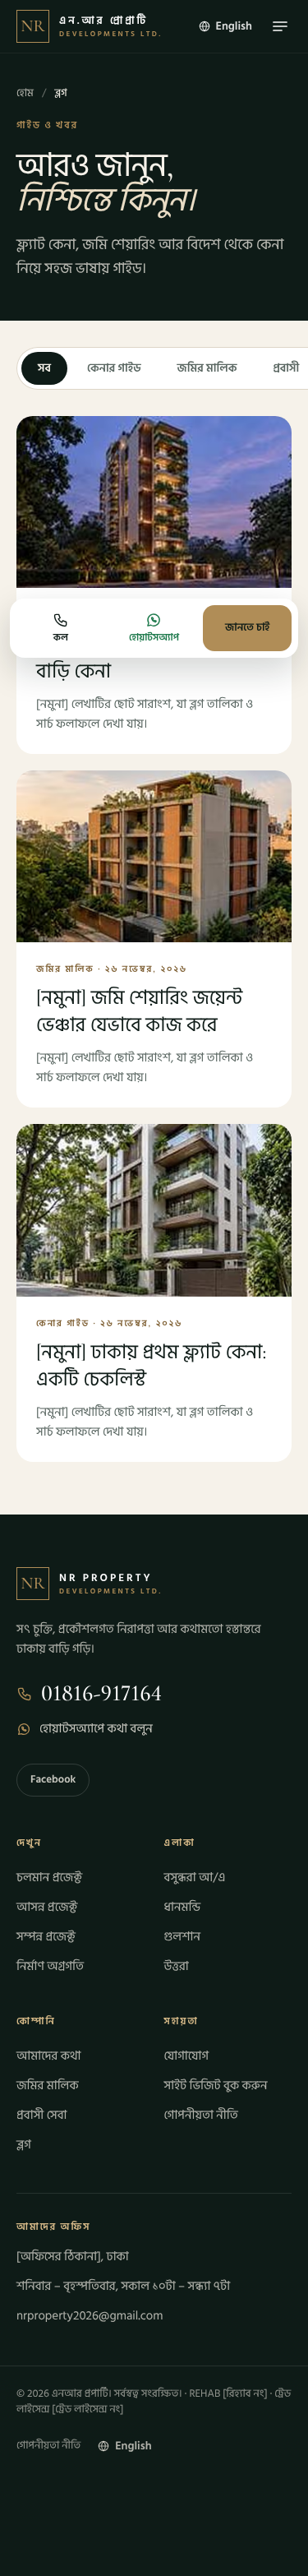 NR
এন.আর প্রোপ্রাটি
DEVELOPMENTS LTD.
English
হোম / ব্লগ
গাইড ও খবর
আরও জানুন,
নিশ্চিন্তে কিনুন।
ফ্ল্যাট কেনা, জমি শেয়ারিং আর বিদেশ থেকে কেনা
নিয়ে সহজ ভাষায় গাইড।
সব কেনার গাইড জমির মালিক প্রবাসী
কল হোয়াটসঅ্যাপ জানতে চাই
বাড়ি কেনা
[নমুনা] লেখাটির ছোট সারাংশ, যা ব্লগ তালিকা ও
সার্চ ফলাফলে দেখা যায়।
জমির মালিক · ২৬ নভেম্বর, ২০২৬
[নমুনা] জমি শেয়ারিং জয়েন্ট
ভেঞ্চার যেভাবে কাজ করে
[নমুনা] লেখাটির ছোট সারাংশ, যা ব্লগ তালিকা ও
সার্চ ফলাফলে দেখা যায়।
কেনার গাইড · ২৬ নভেম্বর, ২০২৬
[নমুনা] ঢাকায় প্রথম ফ্ল্যাট কেনা:
একটি চেকলিস্ট
[নমুনা] লেখাটির ছোট সারাংশ, যা ব্লগ তালিকা ও
সার্চ ফলাফলে দেখা যায়।
NR
NR PROPERTY
DEVELOPMENTS LTD.
সৎ চুক্তি, প্রকৌশলগত নিরাপত্তা আর কথামতো হস্তান্তরে
ঢাকায় বাড়ি গড়ি।
01816-917164
হোয়াটসঅ্যাপে কথা বলুন
Facebook
দেখুন
চলমান প্রজেক্ট
আসন্ন প্রজেক্ট
সম্পন্ন প্রজেক্ট
নির্মাণ অগ্রগতি
এলাকা
বসুন্ধরা আ/এ
ধানমন্ডি
গুলশান
উত্তরা
কোম্পানি
আমাদের কথা
জমির মালিক
প্রবাসী সেবা
ব্লগ
সহায়তা
যোগাযোগ
সাইট ভিজিট বুক করুন
গোপনীয়তা নীতি
আমাদের অফিস
[অফিসের ঠিকানা], ঢাকা
শনিবার – বৃহস্পতিবার, সকাল ১০টা – সন্ধ্যা ৭টা
nrproperty2026@gmail.com
© 2026 এনআর প্রপার্টি। সর্বস্বত্ব সংরক্ষিত। · REHAB [রিহ্যাব নং] · ট্রেড
লাইসেন্স [ট্রেড লাইসেন্স নং]
গোপনীয়তা নীতি English